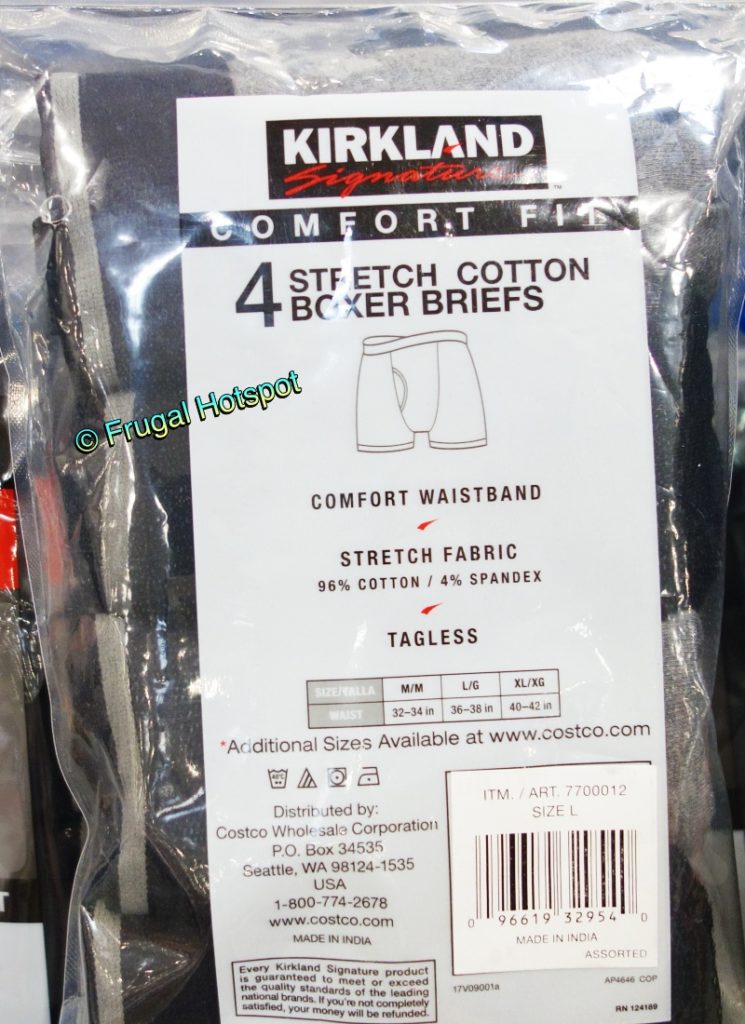 KIRKLAND
Signature
™
COMFORT FIT
4 STRETCH COTTON
BOXER BRIEFS
© Frugal Hotspot
COMFORT WAISTBAND
STRETCH FABRIC
96% COTTON / 4% SPANDEX
TAGLESS
SIZE/TALLA M/M L/G XL/XG
WAIST 32–34 in 36–38 in 40–42 in
*Additional Sizes Available at www.costco.com
40°C
Distributed by:
Costco Wholesale Corporation
P.O. Box 34535
Seattle, WA 98124-1535
USA
1-800-774-2678
www.costco.com
MADE IN INDIA
Every Kirkland Signature product
is guaranteed to meet or exceed
the quality standards of the leading
national brands. If you're not completely
satisfied, your money will be refunded.
ITM. / ART. 7700012
SIZE L
0 96619 32954 0
MADE IN INDIA
ASSORTED
17V09001a
AP4646 COP
RN 124189
T